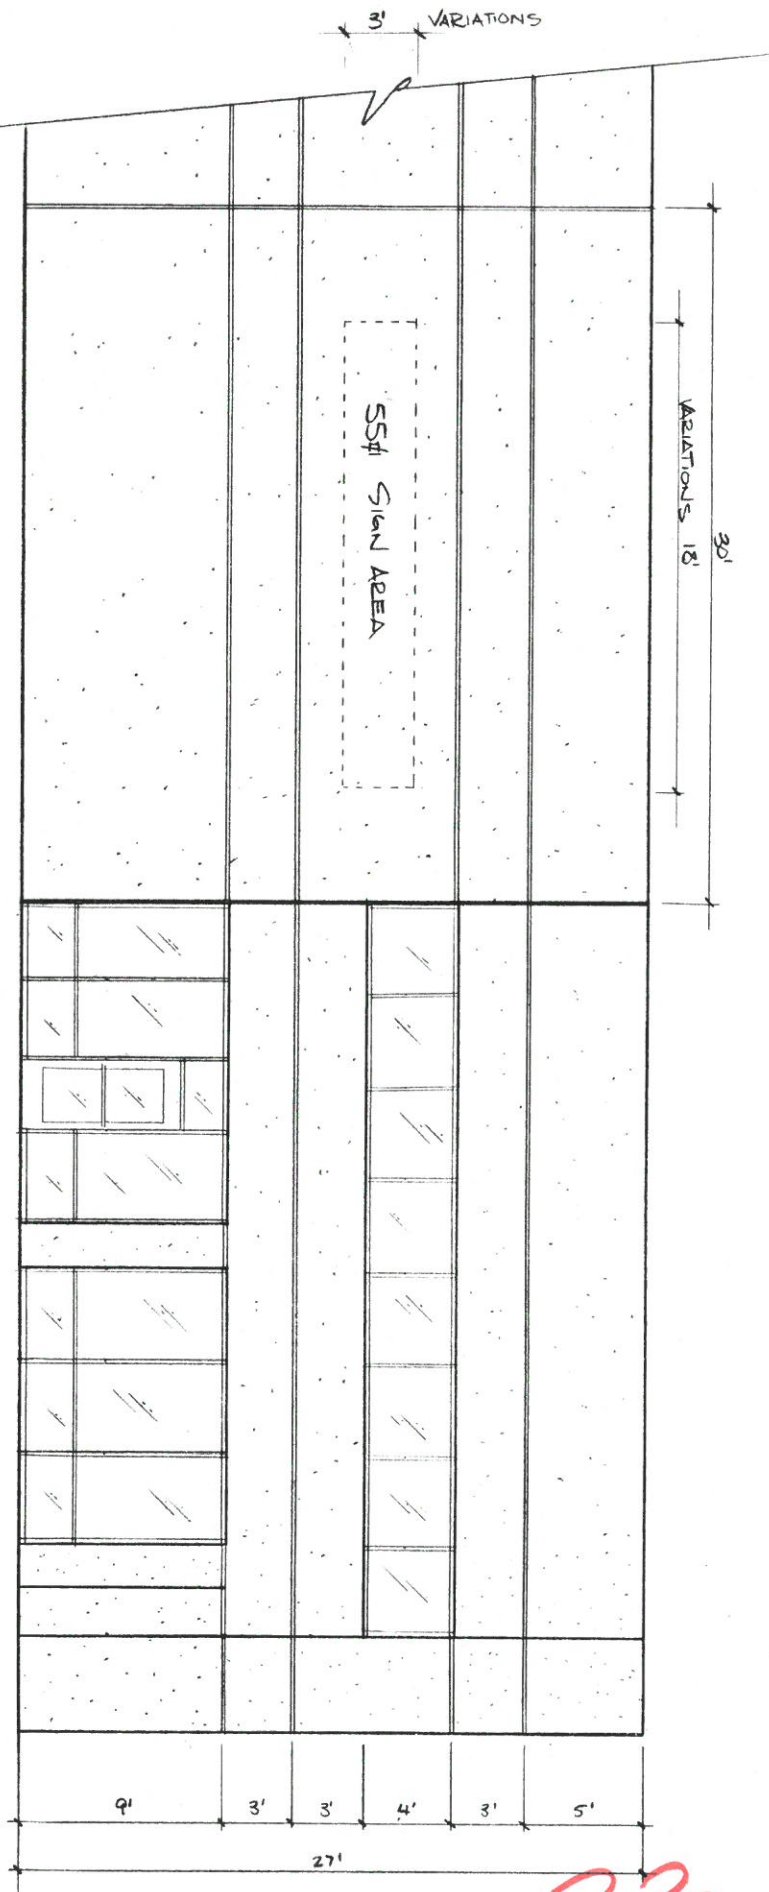 3' VARIATIONS
55⌗ SIGN AREA
VARIATIONS 18'
30'
9' 3' 3' 4' 3' 5'
27'